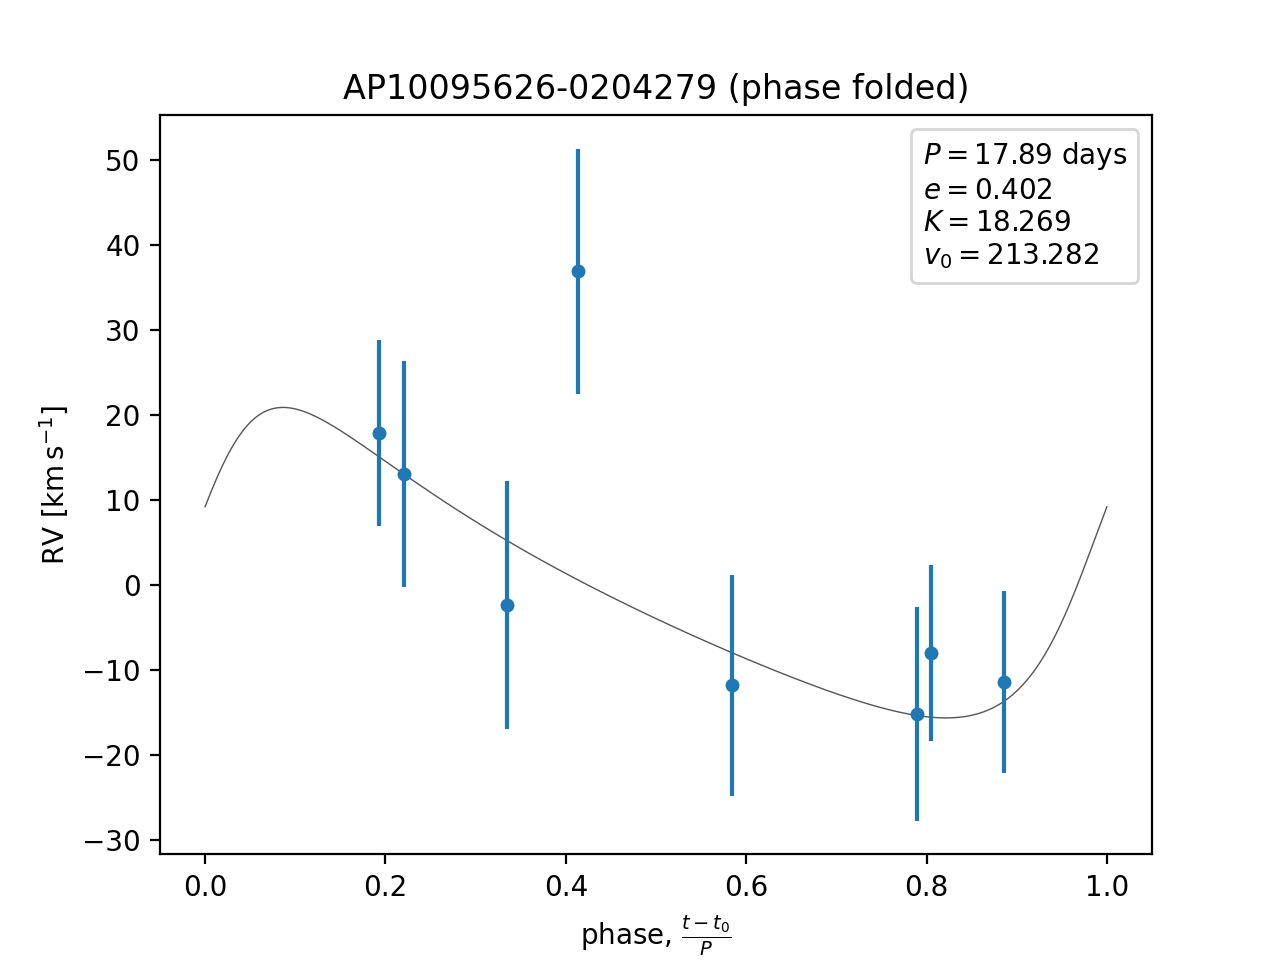 AP10095626-0204279 (phase folded)
P = 17.89 days
e = 0.402
K = 18.269
v₀ = 213.282
RV [km s⁻¹]
50
40
30
20
10
0
−10
−20
−30
0.0 0.2 0.4 0.6 0.8 1.0
phase, (t − t₀)/P